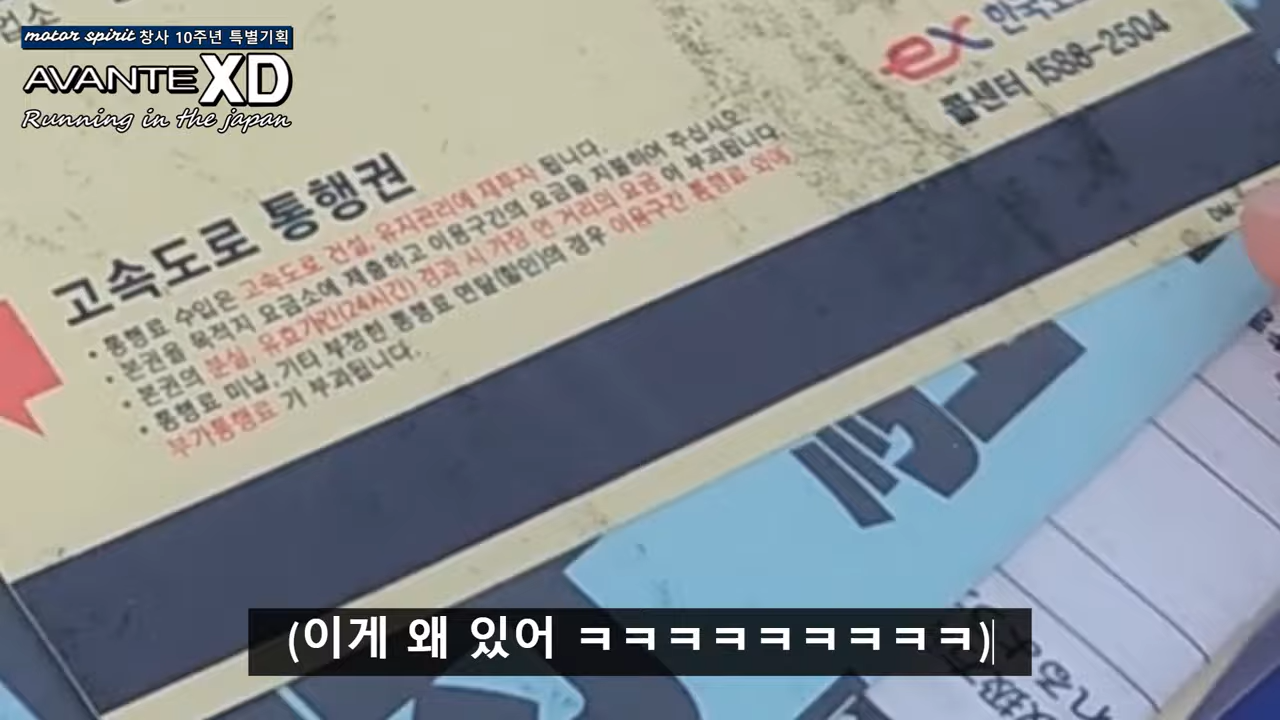 motor spirit 창사 10주년 특별기획
AVANTE XD
Running in the japan
업소
ex 한국도로
콜센터 1588-2504
고속도로 통행권
• 통행료 수입은 고속도로 건설, 유지관리에 재투자 됩니다.
• 본권을 목적지 요금소에 제출하고 이용구간의 요금을 지불하여 주십시오.
• 본권의 분실, 유효기간(24시간) 경과 시 가장 먼 거리의 요금이 부과됩니다.
• 통행료 미납, 기타 부정한 통행료 면탈(할인)의 경우 이용구간 통행료 외에
부가통행료가 부과됩니다.
(이게 왜 있어 ㅋㅋㅋㅋㅋㅋㅋㅋㅋ)